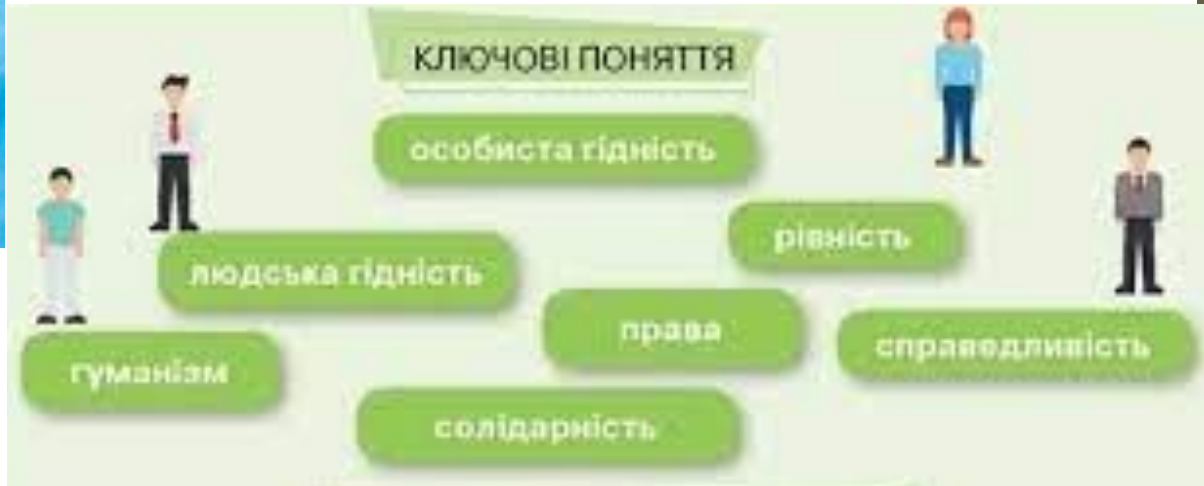 КЛЮЧОВІ ПОНЯТТЯ
особиста гідність
рівність
людська гідність
права
справедливість
гуманізм
солідарність